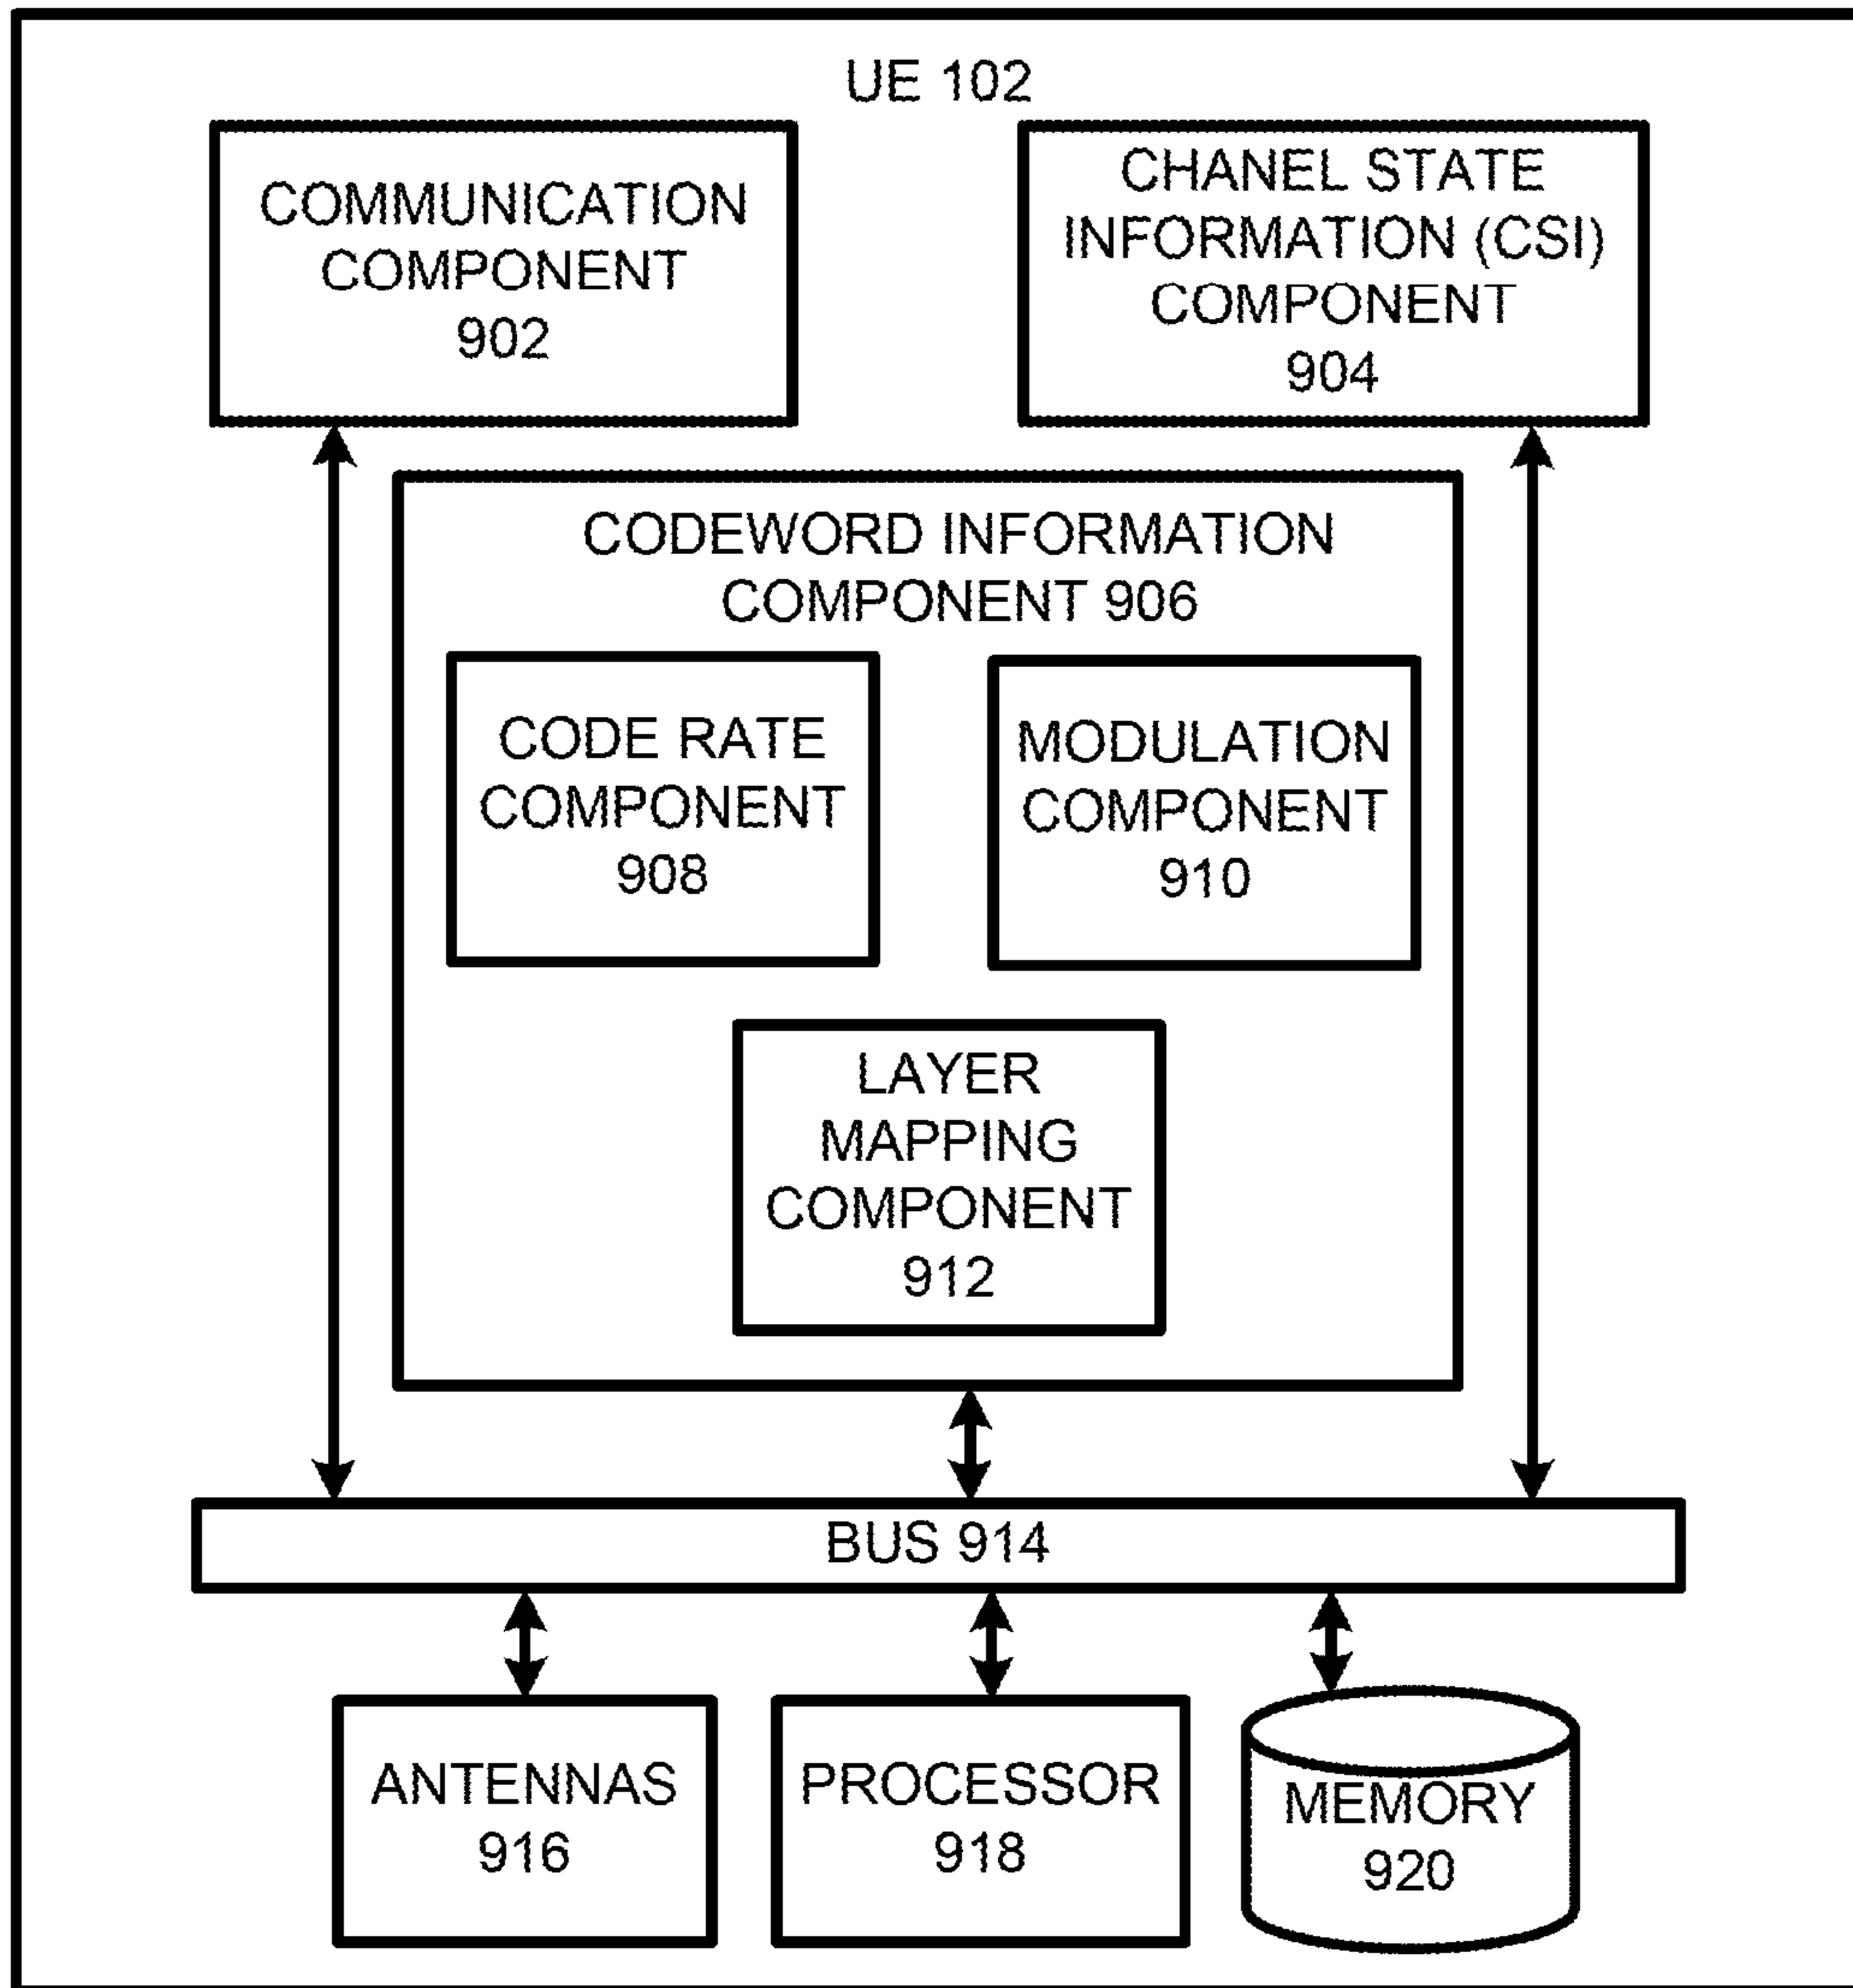 UE 102
COMMUNICATION
COMPONENT
902
CHANEL STATE
INFORMATION (CSI)
COMPONENT
904
CODEWORD INFORMATION
COMPONENT 906
CODE RATE
COMPONENT
908
MODULATION
COMPONENT
910
LAYER
MAPPING
COMPONENT
912
BUS 914
ANTENNAS
916
PROCESSOR
918
MEMORY
920